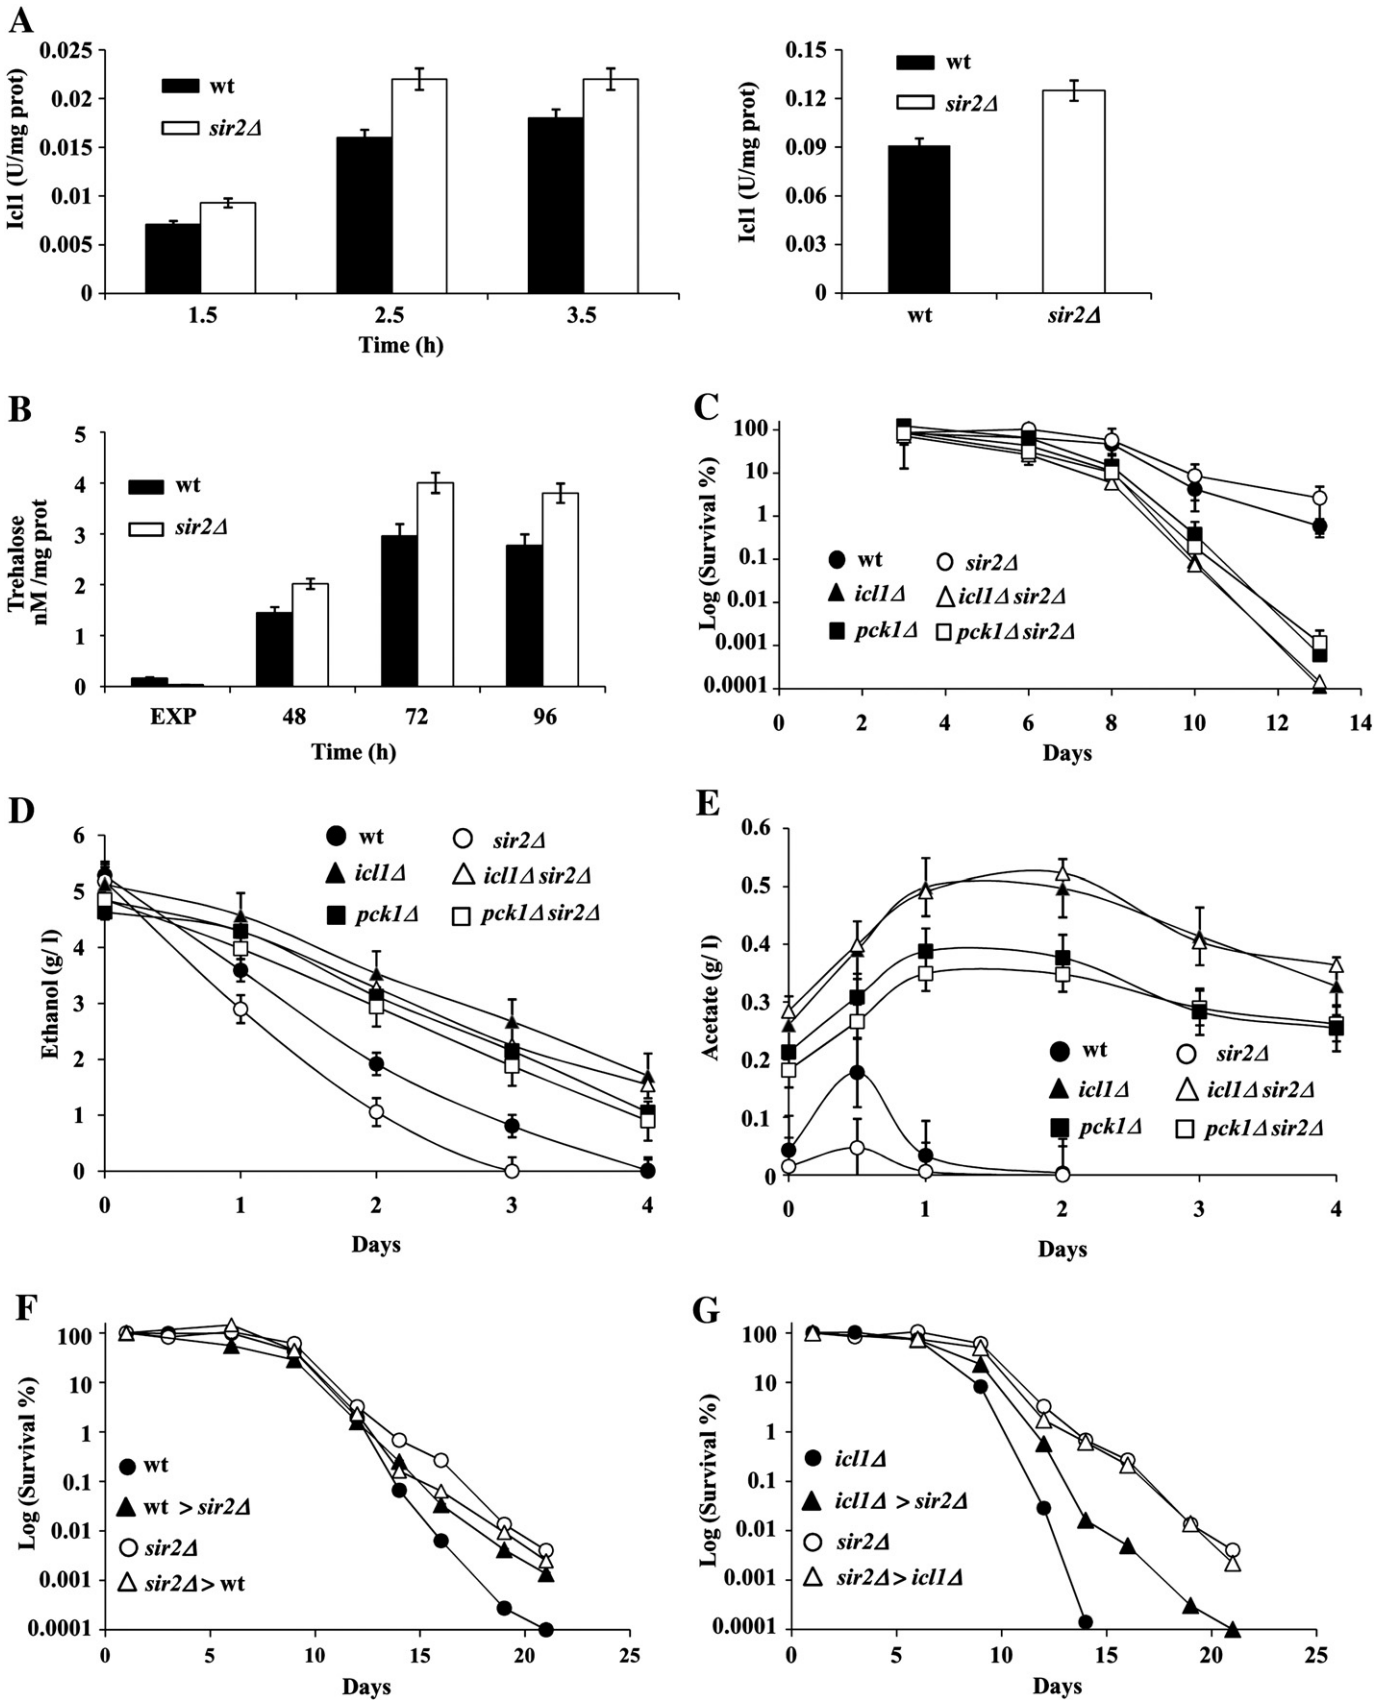 A
0.025
0.02
0.015
0.01
0.005
0
Icl1 (U/mg prot)
wt
sir2Δ
1.5 2.5 3.5
Time (h)
0.15
0.12
0.09
0.06
0.03
0
Icl1 (U/mg prot)
wt
sir2Δ
wt sir2Δ
B
5
4
3
2
1
0
Trehalose
nM /mg prot
wt
sir2Δ
EXP 48 72 96
Time (h)
C
100
10
1
0.1
0.01
0.001
0.0001
Log (Survival %)
wt sir2Δ
icl1Δ icl1Δ sir2Δ
pck1Δ pck1Δ sir2Δ
0 2 4 6 8 10 12 14
Days
D
6
5
4
3
2
1
0
Ethanol (g/ l)
wt sir2Δ
icl1Δ icl1Δ sir2Δ
pck1Δ pck1Δ sir2Δ
0 1 2 3 4
Days
E
0.6
0.5
0.4
0.3
0.2
0.1
0
Acetate (g/ l)
wt sir2Δ
icl1Δ icl1Δ sir2Δ
pck1Δ pck1Δ sir2Δ
0 1 2 3 4
Days
F
100
10
1
0.1
0.01
0.001
0.0001
Log (Survival %)
wt
wt > sir2Δ
sir2Δ
sir2Δ > wt
0 5 10 15 20 25
Days
G
100
10
1
0.1
0.01
0.001
0.0001
Log (Survival %)
icl1Δ
icl1Δ > sir2Δ
sir2Δ
sir2Δ > icl1Δ
0 5 10 15 20 25
Days